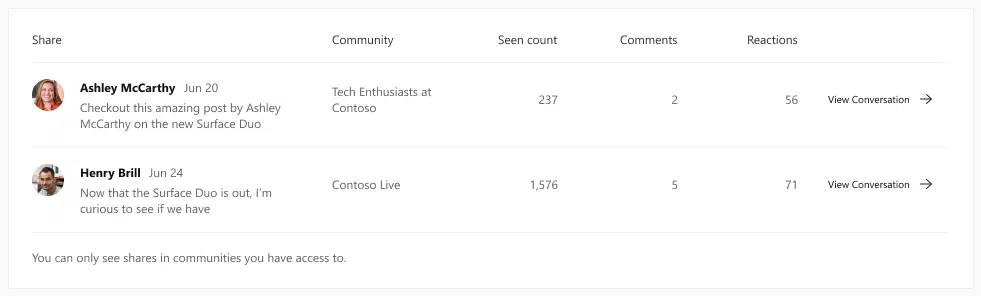 Share Community Seen count Comments Reactions
Ashley McCarthy Jun 20
Checkout this amazing post by Ashley
McCarthy on the new Surface Duo
Tech Enthusiasts at
Contoso
237 2 56 View Conversation →
Henry Brill Jun 24
Now that the Surface Duo is out, I'm
curious to see if we have
Contoso Live 1,576 5 71 View Conversation →
You can only see shares in communities you have access to.